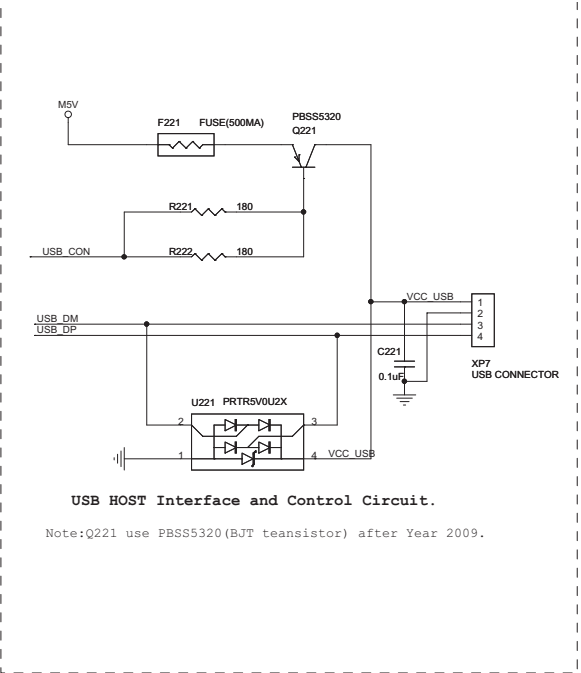 M5V
F221 FUSE(500MA)
PBSS5320
Q221
R221 180
USB_CON
R222 180
VCC_USB
1
2
3
4
USB_DM
USB_DP
C221
0.1uF
XP7
USB CONNECTOR
U221 PRTR5V0U2X
2 3
1 4 VCC_USB
USB HOST Interface and Control Circuit.
Note:Q221 use PBSS5320(BJT teansistor) after Year 2009.